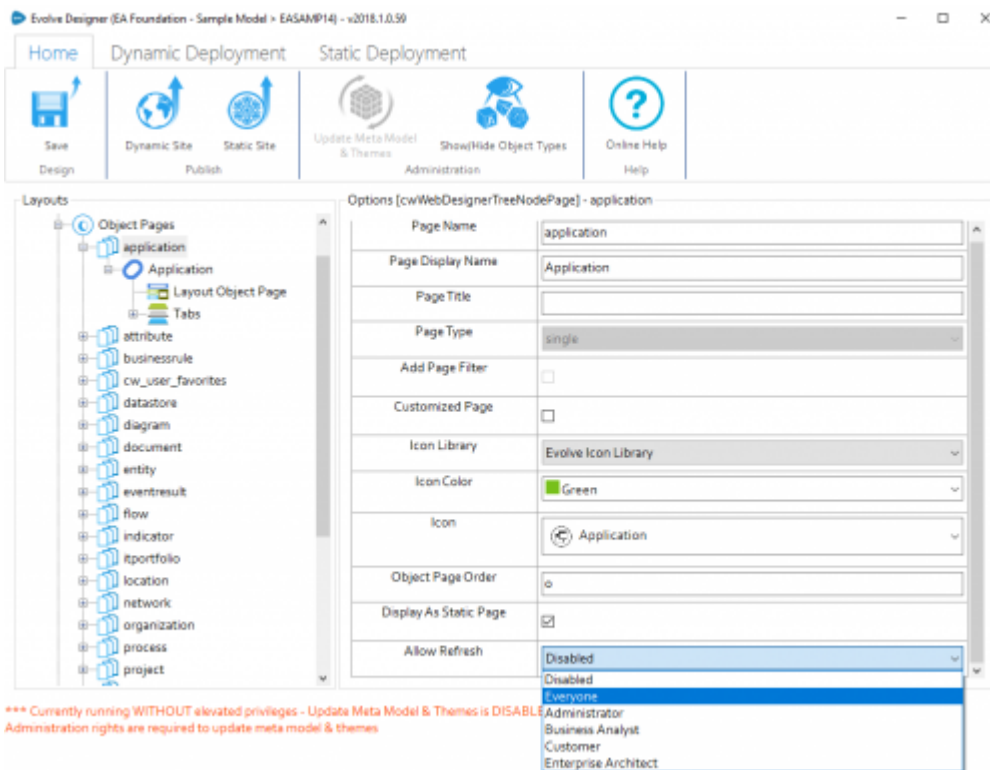 Evolve Designer (EA Foundation - Sample Model > EASAMP14) - v2018.1.0.59
Home Dynamic Deployment Static Deployment
Save
Design
Dynamic Site Static Site
Publish
Update Meta Model
& Themes
Show/Hide Object Types
Administration
Online Help
Help
Layouts
Object Pages
application
Application
Layout Object Page
Tabs
attribute
businessrule
cw_user_favorites
datastore
diagram
document
entity
eventresult
flow
indicator
itportfolio
location
network
organization
process
project
Options [cwWebDesignerTreeNodePage] - application
Page Name application
Page Display Name Application
Page Title
Page Type single
Add Page Filter
Customized Page
Icon Library Evolve Icon Library
Icon Color Green
Icon Application
Object Page Order 0
Display As Static Page
Allow Refresh Disabled
Disabled
Everyone
Administrator
Business Analyst
Customer
Enterprise Architect
*** Currently running WITHOUT elevated privileges - Update Meta Model & Themes is DISABLE
Administration rights are required to update meta model & themes